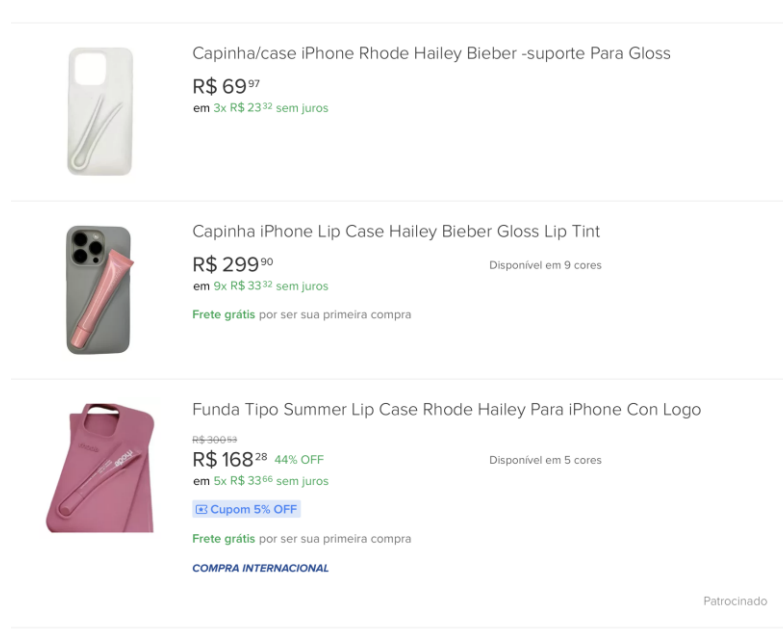 Capinha/case iPhone Rhode Hailey Bieber -suporte Para Gloss
R$ 69 97
em 3x R$ 23 32 sem juros
Capinha iPhone Lip Case Hailey Bieber Gloss Lip Tint
R$ 299 90
Disponível em 9 cores
em 9x R$ 33 32 sem juros
Frete grátis por ser sua primeira compra
Funda Tipo Summer Lip Case Rhode Hailey Para iPhone Con Logo
R$ 300 53
R$ 168 28 44% OFF
Disponível em 5 cores
em 5x R$ 33 66 sem juros
Cupom 5% OFF
Frete grátis por ser sua primeira compra
COMPRA INTERNACIONAL
Patrocinado
rhode